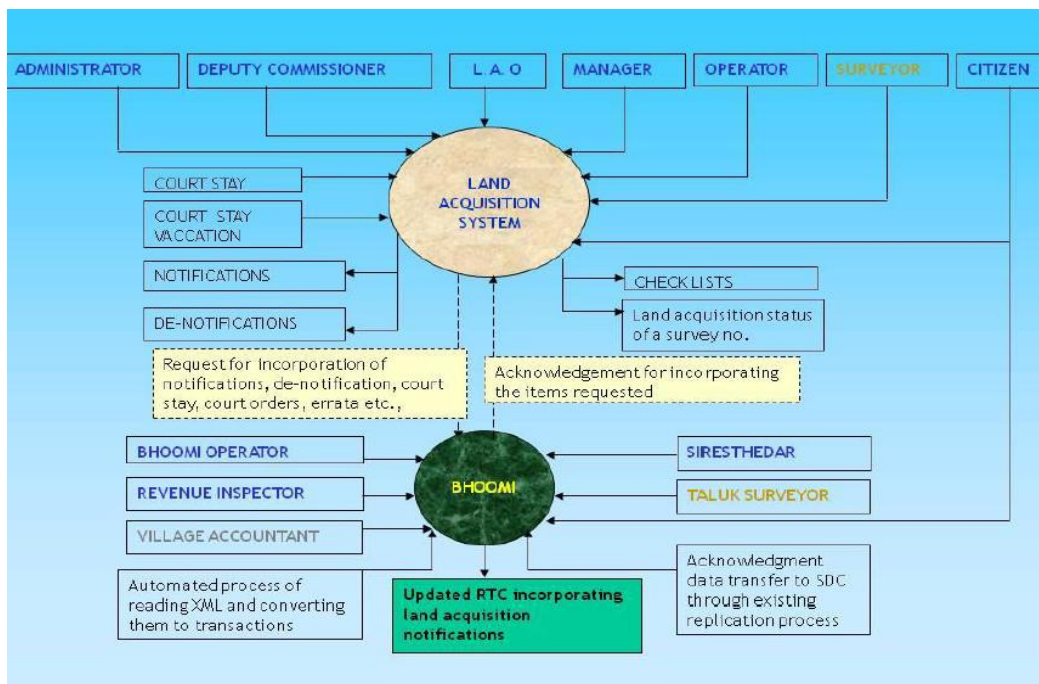 ADMINISTRATOR
DEPUTY COMMISSIONER
L. A. O
MANAGER
OPERATOR
SURVEYOR
CITIZEN
LAND
ACQUISITION
SYSTEM
COURT STAY
COURT STAY
VACCATION
NOTIFICATIONS
DE-NOTIFICATIONS
CHECK LISTS
Land acquisition status
of a survey no.
Request for incorporation of
notifications, de-notification, court
stay, court orders, errata etc.,
Acknowledgement for incorporating
the items requested
BHOOMI OPERATOR
REVENUE INSPECTOR
VILLAGE ACCOUNTANT
BHOOMI
SIRESTHEDAR
TALUK SURVEYOR
Automated process of
reading XML and converting
them to transactions
Updated RTC incorporating
land acquisition
notifications
Acknowledgment
data transfer to SDC
through existing
replication process